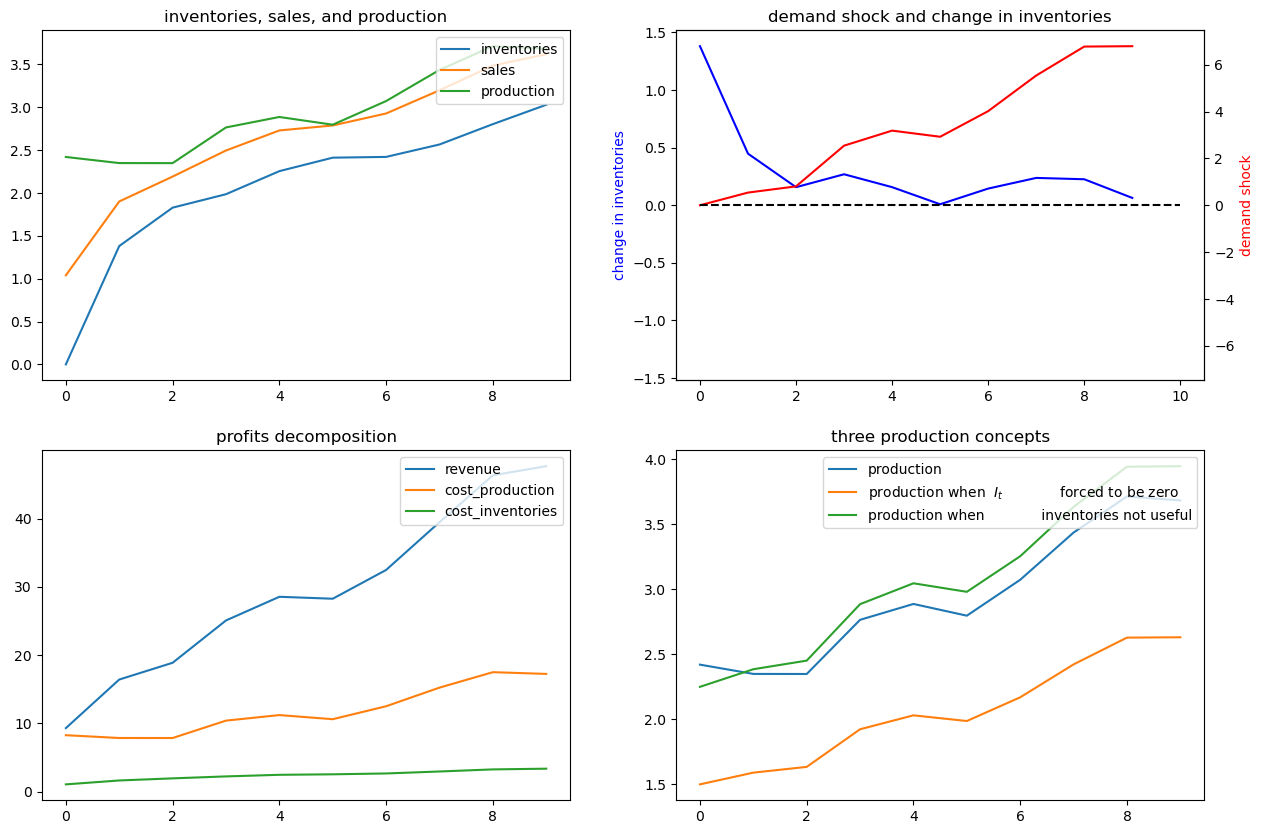 inventories, sales, and production
3.5
3.0
2.5
2.0
1.5
1.0
0.5
0.0
0 2 4 6 8
inventories
sales
production
demand shock and change in inventories
change in inventories
1.5
1.0
0.5
0.0
−0.5
−1.0
−1.5
0 2 4 6 8 10
6
4
2
0
−2
−4
−6
demand shock
profits decomposition
40
30
20
10
0
0 2 4 6 8
revenue
cost_production
cost_inventories
three production concepts
4.0
3.5
3.0
2.5
2.0
1.5
0 2 4 6 8
production
production when I_t forced to be zero
production when inventories not useful